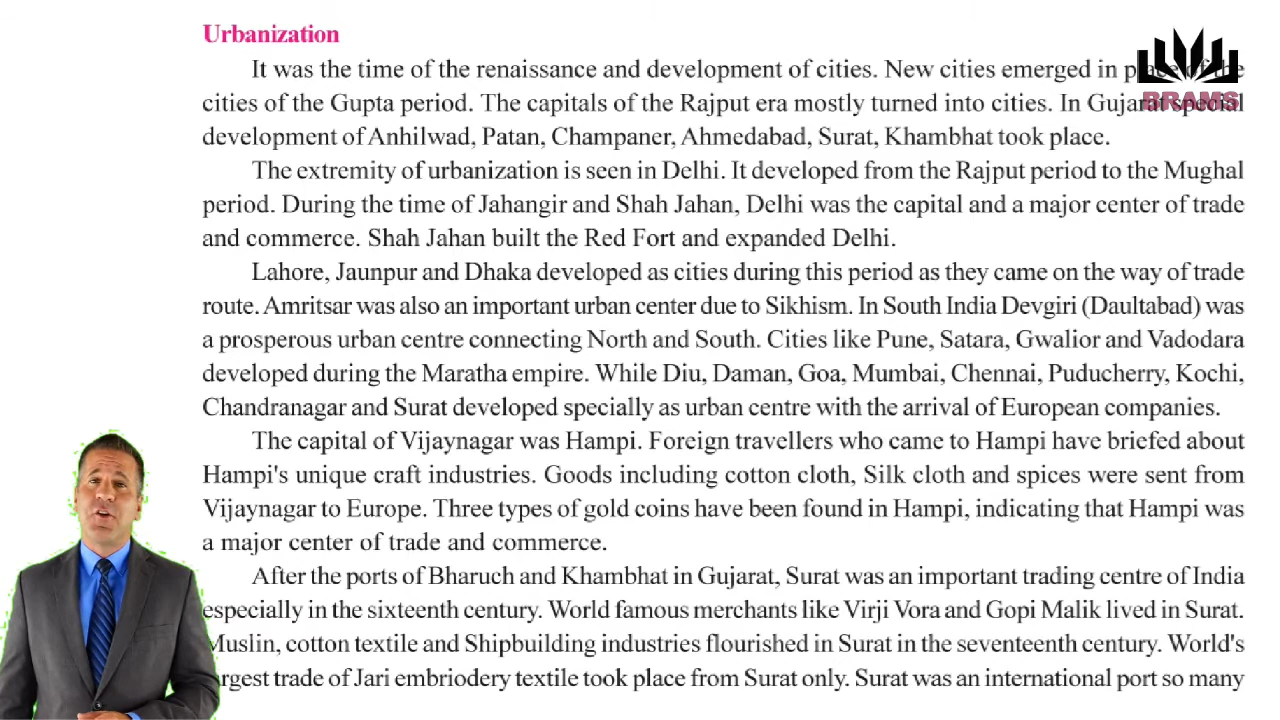 Urbanization
It was the time of the renaissance and development of cities. New cities emerged in place of the
cities of the Gupta period. The capitals of the Rajput era mostly turned into cities. In Gujarat special
development of Anhilwad, Patan, Champaner, Ahmedabad, Surat, Khambhat took place.
The extremity of urbanization is seen in Delhi. It developed from the Rajput period to the Mughal
period. During the time of Jahangir and Shah Jahan, Delhi was the capital and a major center of trade
and commerce. Shah Jahan built the Red Fort and expanded Delhi.
Lahore, Jaunpur and Dhaka developed as cities during this period as they came on the way of trade
route. Amritsar was also an important urban center due to Sikhism. In South India Devgiri (Daultabad) was
a prosperous urban centre connecting North and South. Cities like Pune, Satara, Gwalior and Vadodara
developed during the Maratha empire. While Diu, Daman, Goa, Mumbai, Chennai, Puducherry, Kochi,
Chandranagar and Surat developed specially as urban centre with the arrival of European companies.
The capital of Vijaynagar was Hampi. Foreign travellers who came to Hampi have briefed about
Hampi's unique craft industries. Goods including cotton cloth, Silk cloth and spices were sent from
Vijaynagar to Europe. Three types of gold coins have been found in Hampi, indicating that Hampi was
a major center of trade and commerce.
After the ports of Bharuch and Khambhat in Gujarat, Surat was an important trading centre of India
especially in the sixteenth century. World famous merchants like Virji Vora and Gopi Malik lived in Surat.
Muslin, cotton textile and Shipbuilding industries flourished in Surat in the seventeenth century. World's
largest trade of Jari embriodery textile took place from Surat only. Surat was an international port so many
BRAMS